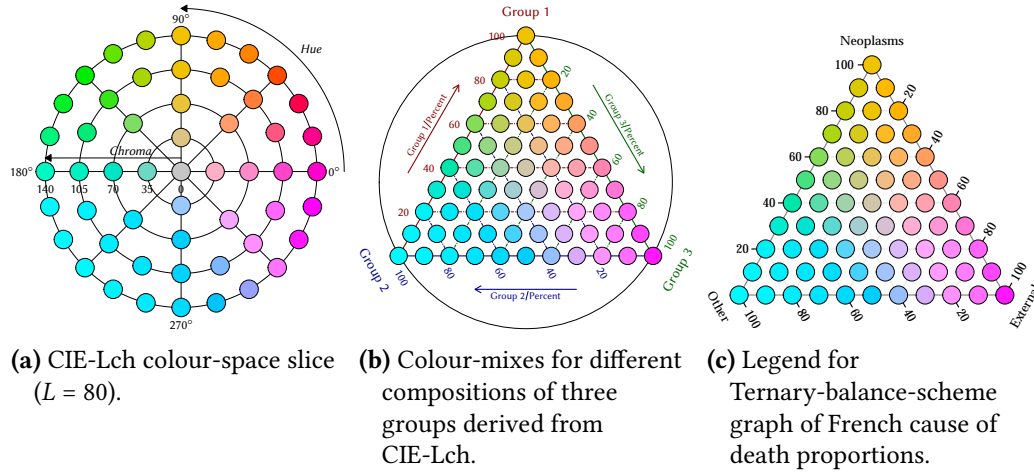 90°
Hue
Chroma
180°
140 105 70 35 0
0°
270°
Group 1
100
80
60
40
20
Group 1/Percent
20
40
60
80
100
Group 3/Percent
Group 2
100 80 60 40 20
Group 2/Percent
Group 3
Neoplasms
100
80
60
40
20
20
40
60
80
100
Other
100 80 60 40 20
External
(a) CIE-Lch colour-space slice
(L = 80).
(b) Colour-mixes for different
compositions of three
groups derived from
CIE-Lch.
(c) Legend for
Ternary-balance-scheme
graph of French cause of
death proportions.